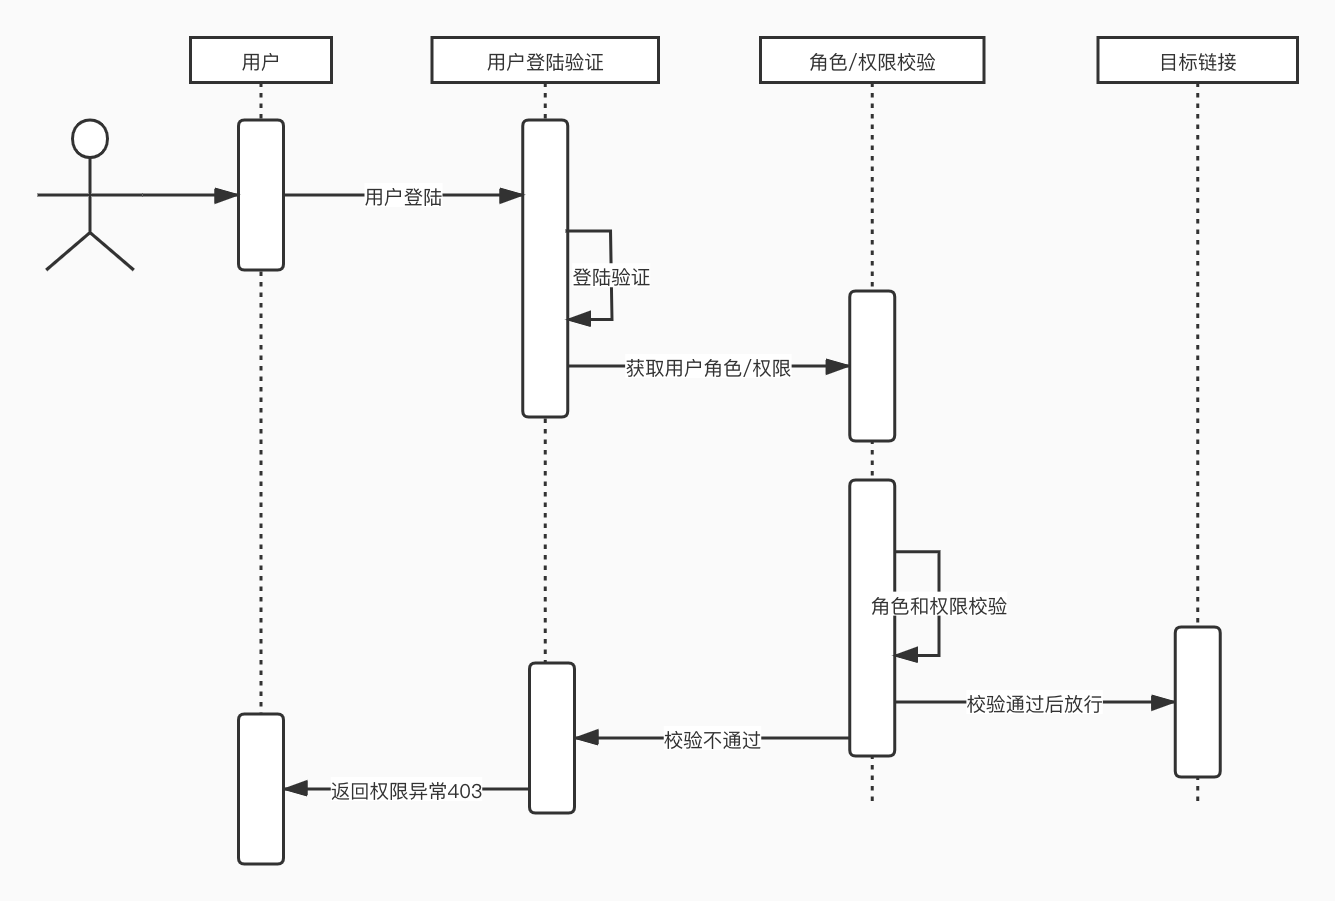 用户
用户登陆验证
角色/权限校验
目标链接
用户登陆
登陆验证
获取用户角色/权限
角色和权限校验
校验通过后放行
校验不通过
返回权限异常403